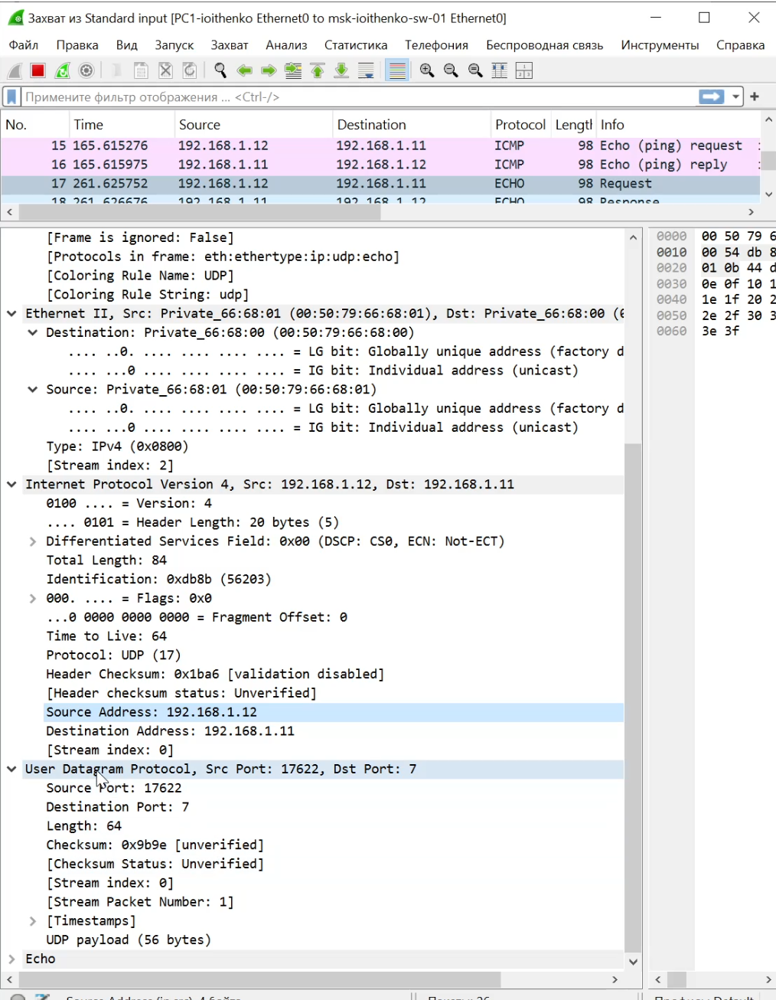 Захват из Standard input [PC1-ioithenko Ethernet0 to msk-ioithenko-sw-01 Ethernet0]
Файл Правка Вид Запуск Захват Анализ Статистика Телефония Беспроводная связь Инструменты Справка
Примените фильтр отображения ... <Ctrl-/>
No. Time Source Destination Protocol Lengtl Info
15 165.615276 192.168.1.12 192.168.1.11 ICMP 98 Echo (ping) request
16 165.615975 192.168.1.11 192.168.1.12 ICMP 98 Echo (ping) reply
17 261.625752 192.168.1.12 192.168.1.11 ECHO 98 Request
18 261.626676 192.168.1.11 192.168.1.12 ECHO 98 Response
[Frame is ignored: False]
[Protocols in frame: eth:ethertype:ip:udp:echo]
[Coloring Rule Name: UDP]
[Coloring Rule String: udp]
Ethernet II, Src: Private_66:68:01 (00:50:79:66:68:01), Dst: Private_66:68:00 (0
Destination: Private_66:68:00 (00:50:79:66:68:00)
.... ..0. .... .... .... .... = LG bit: Globally unique address (factory d
.... ...0 .... .... .... .... = IG bit: Individual address (unicast)
Source: Private_66:68:01 (00:50:79:66:68:01)
.... ..0. .... .... .... .... = LG bit: Globally unique address (factory d
.... ...0 .... .... .... .... = IG bit: Individual address (unicast)
Type: IPv4 (0x0800)
[Stream index: 2]
Internet Protocol Version 4, Src: 192.168.1.12, Dst: 192.168.1.11
0100 .... = Version: 4
.... 0101 = Header Length: 20 bytes (5)
Differentiated Services Field: 0x00 (DSCP: CS0, ECN: Not-ECT)
Total Length: 84
Identification: 0xdb8b (56203)
000. .... = Flags: 0x0
...0 0000 0000 0000 = Fragment Offset: 0
Time to Live: 64
Protocol: UDP (17)
Header Checksum: 0x1ba6 [validation disabled]
[Header checksum status: Unverified]
Source Address: 192.168.1.12
Destination Address: 192.168.1.11
[Stream index: 0]
User Datagram Protocol, Src Port: 17622, Dst Port: 7
Source Port: 17622
Destination Port: 7
Length: 64
Checksum: 0x9b9e [unverified]
[Checksum Status: Unverified]
[Stream index: 0]
[Stream Packet Number: 1]
[Timestamps]
UDP payload (56 bytes)
Echo
0000 00 50 79 6
0010 00 54 db 8
0020 01 0b 44 d
0030 0e 0f 10 1
0040 1e 1f 20 2
0050 2e 2f 30 3
0060 3e 3f